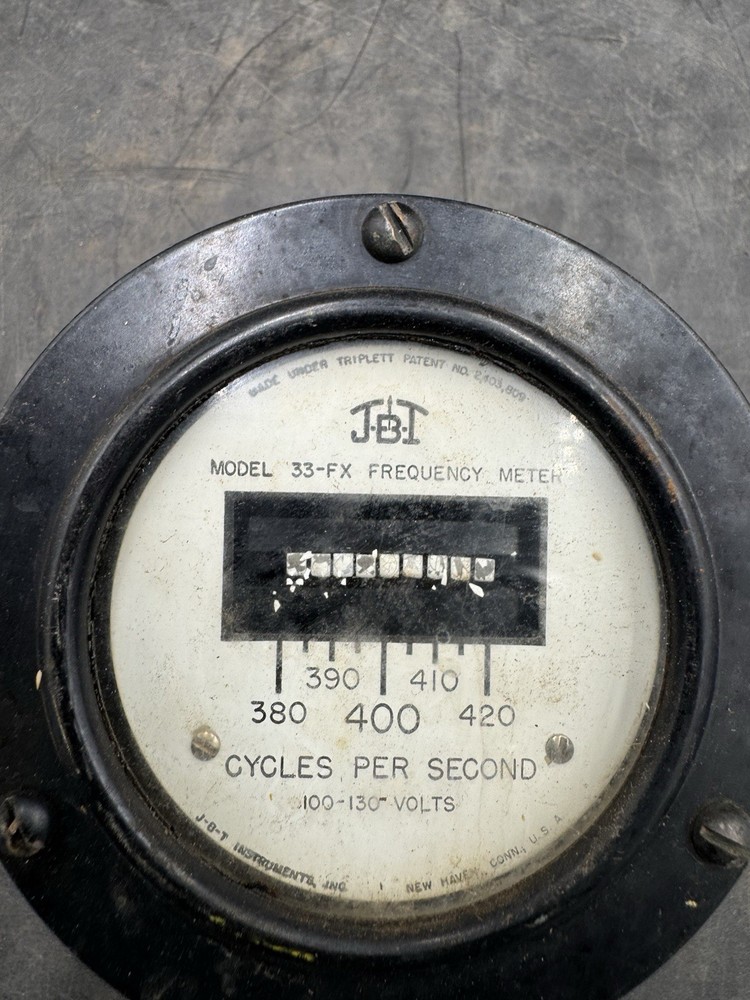 MADE UNDER TRIPLETT PATENT NO. 2,403,809
J·B·T
MODEL 33-FX FREQUENCY METER
390 410
380 400 420
CYCLES PER SECOND
100-130 VOLTS
J-B-T INSTRUMENTS, INC. NEW HAVEN, CONN., U.S.A.